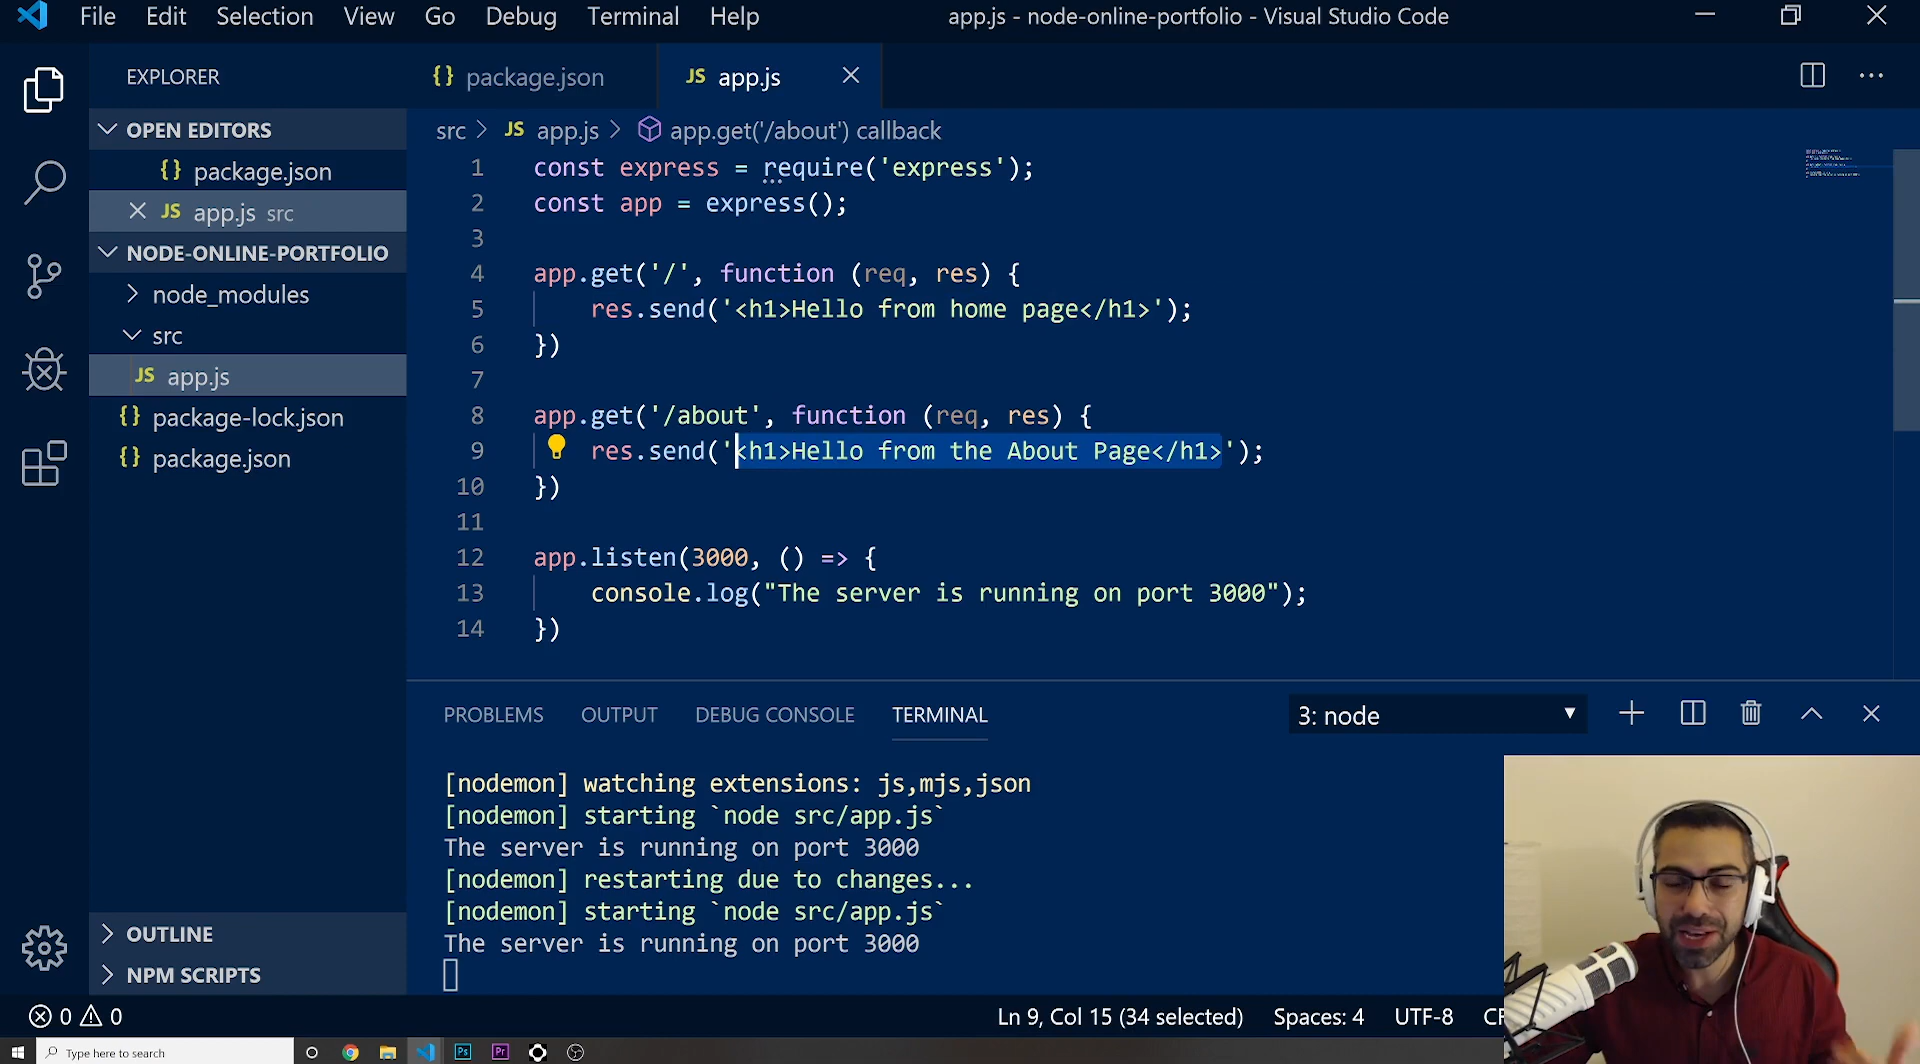 File Edit Selection View Go Debug Terminal Help app.js - node-online-portfolio - Visual Studio Code
EXPLORER
OPEN EDITORS
{} package.json
JS app.js src
NODE-ONLINE-PORTFOLIO
node_modules
src
JS app.js
{} package-lock.json
{} package.json
OUTLINE
NPM SCRIPTS
{} package.json JS app.js
src > JS app.js > app.get('/about') callback
1 const express = require('express');
2 const app = express();
3
4 app.get('/', function (req, res) {
5 res.send('<h1>Hello from home page</h1>');
6 })
7
8 app.get('/about', function (req, res) {
9 res.send('<h1>Hello from the About Page</h1>');
10 })
11
12 app.listen(3000, () => {
13 console.log("The server is running on port 3000");
14 })
PROBLEMS OUTPUT DEBUG CONSOLE TERMINAL 3: node
[nodemon] watching extensions: js,mjs,json
[nodemon] starting `node src/app.js`
The server is running on port 3000
[nodemon] restarting due to changes...
[nodemon] starting `node src/app.js`
The server is running on port 3000
0 0 Ln 9, Col 15 (34 selected) Spaces: 4 UTF-8
Type here to search Ps Pr